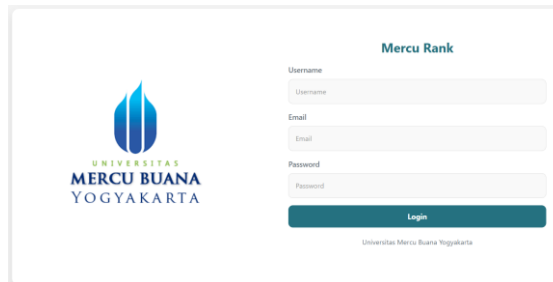 UNIVERSITAS
MERCU BUANA
YOGYAKARTA
Mercu Rank
Username
Username
Email
Email
Password
Password
Login
Universitas Mercu Buana Yogyakarta